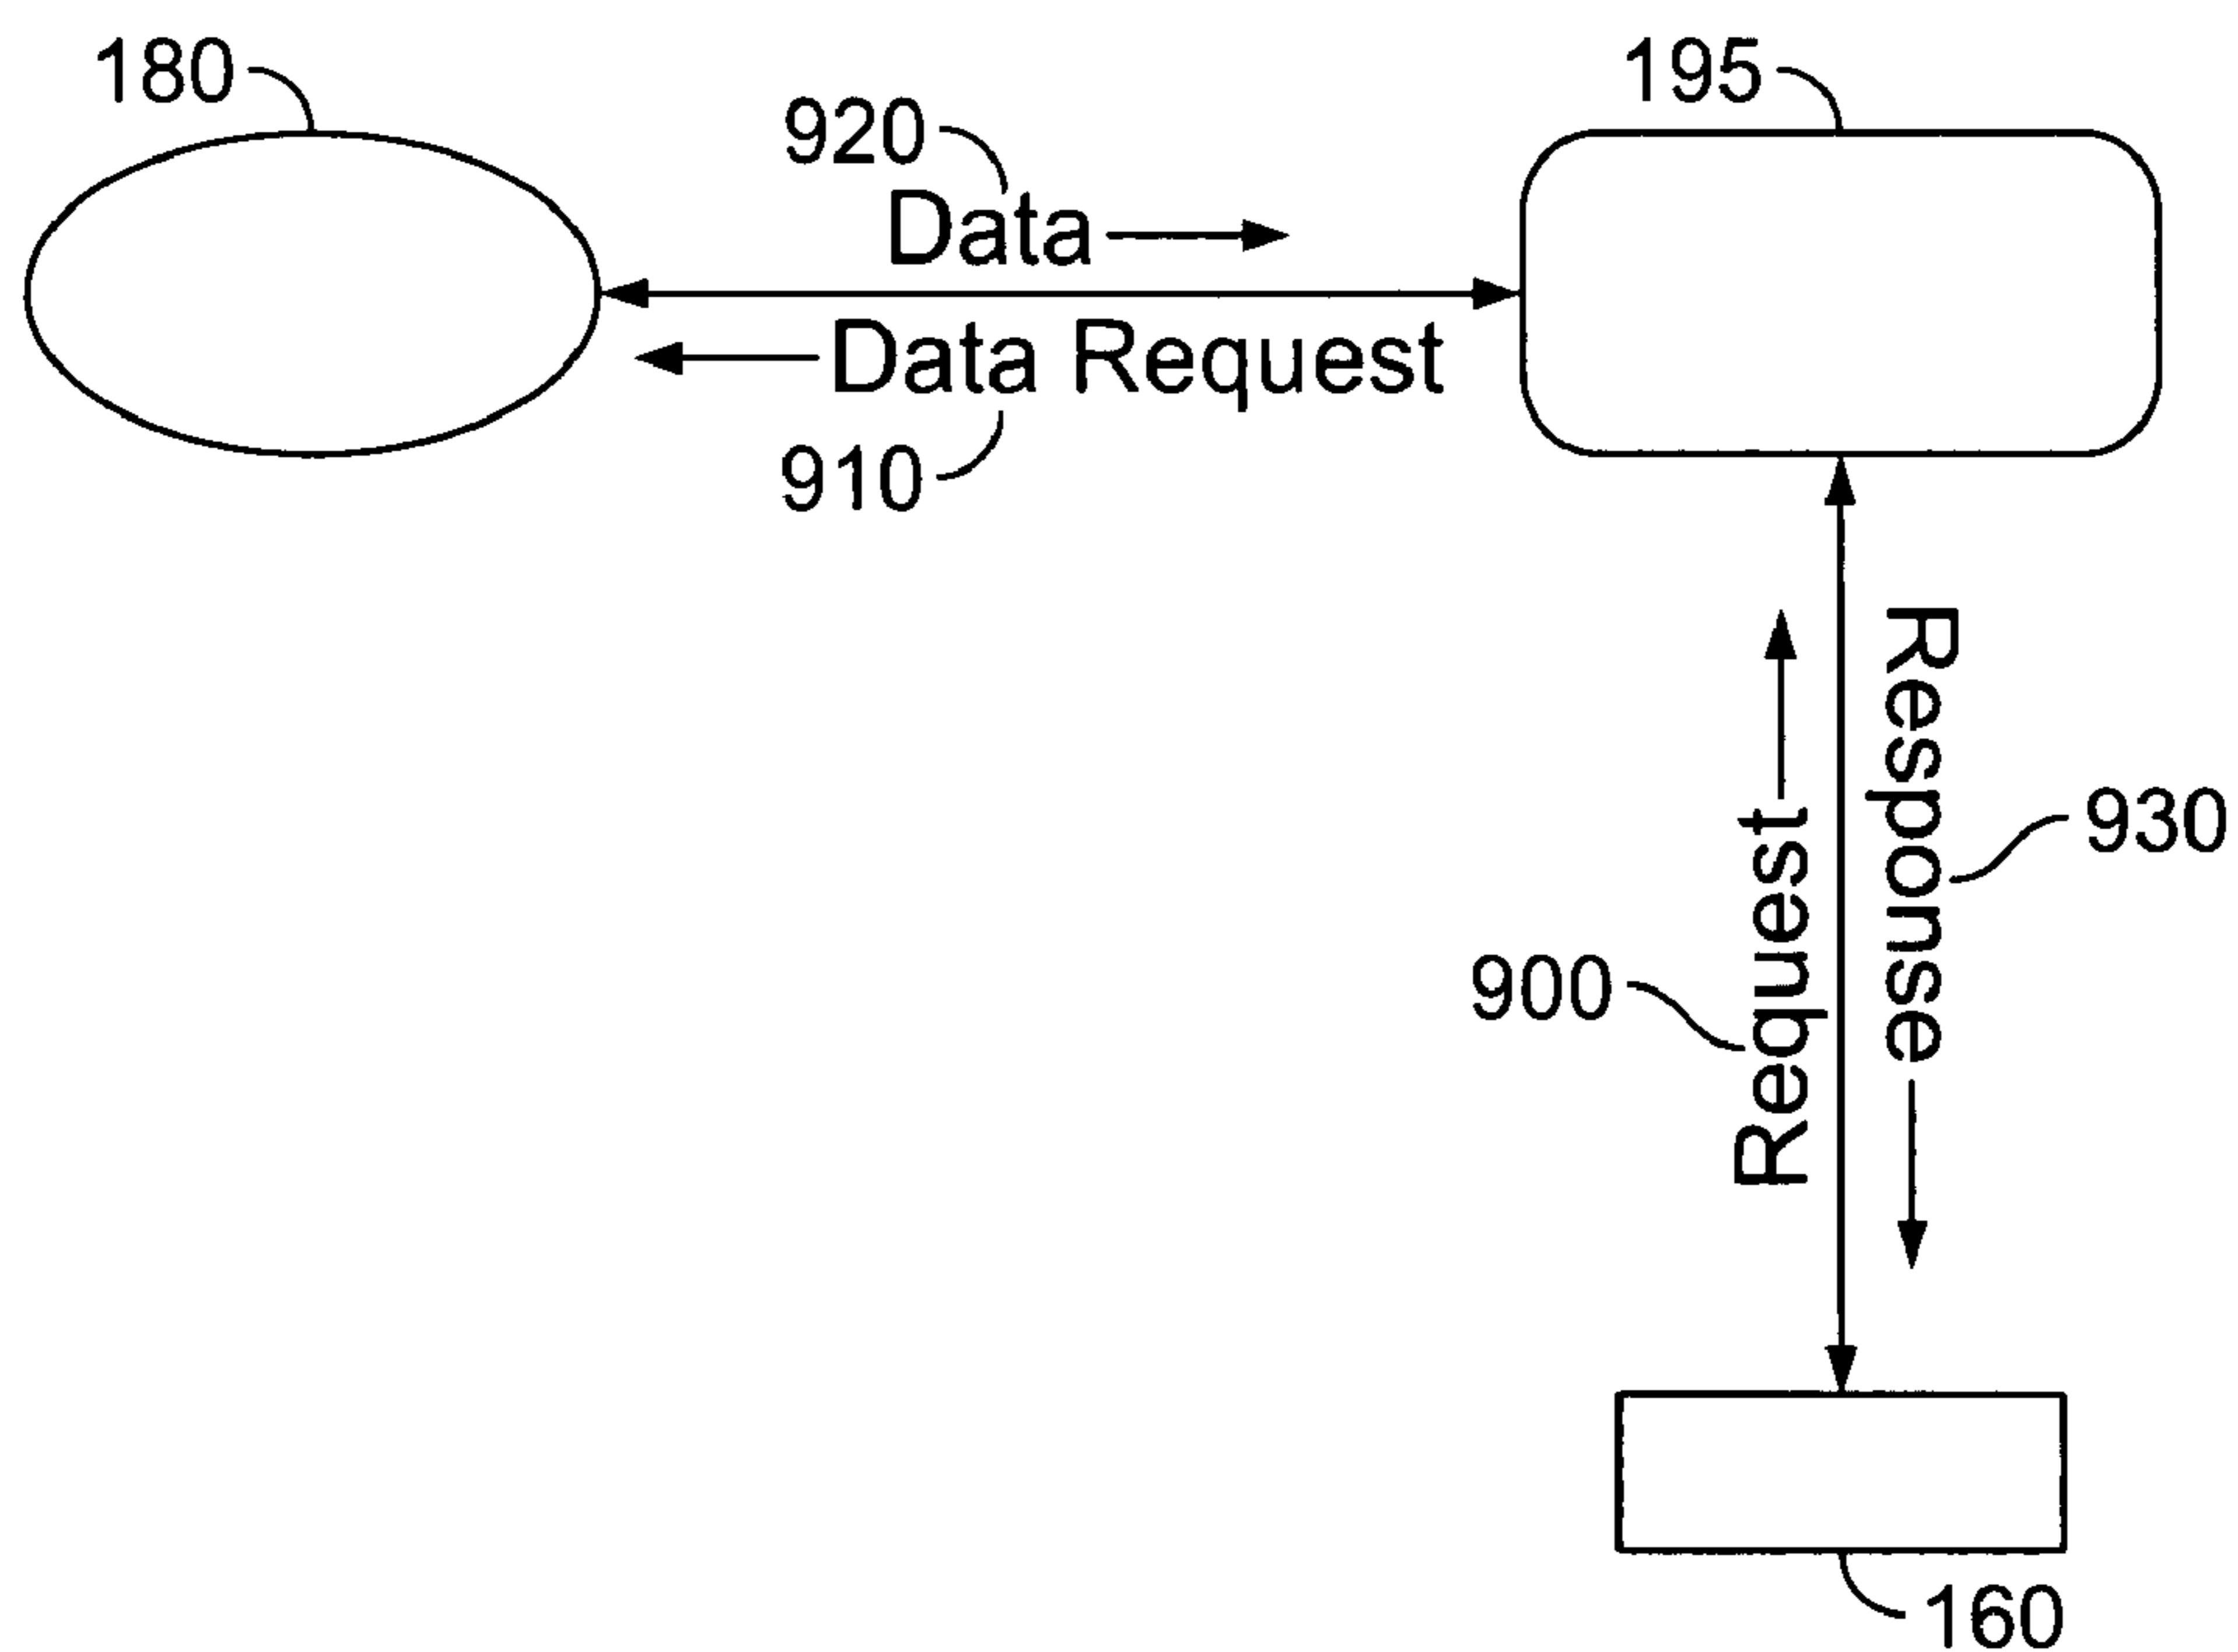 180
195
920
Data
Data Request
910
Response
930
Request
900
160